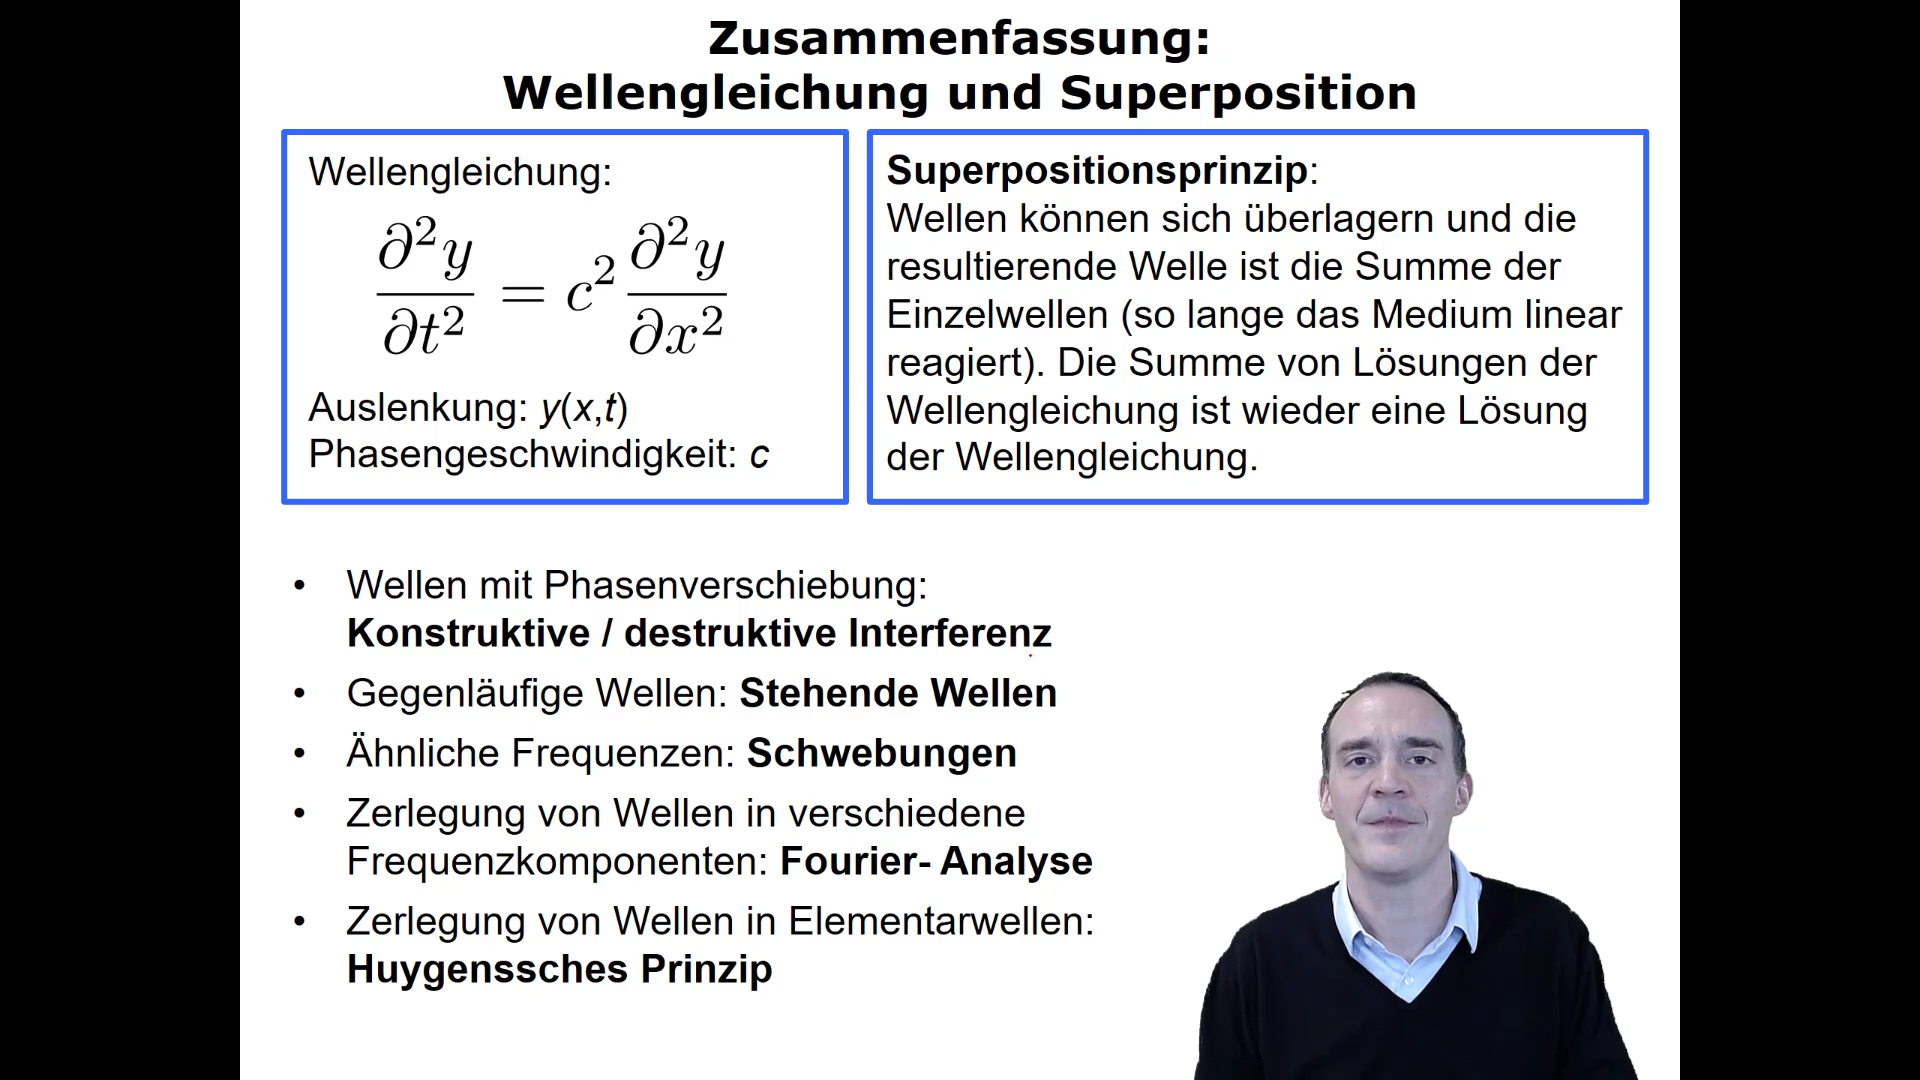 Zusammenfassung:
Wellengleichung und Superposition
Wellengleichung:
∂²y/∂t² = c² ∂²y/∂x²
Auslenkung: y(x,t)
Phasengeschwindigkeit: c
Superpositionsprinzip:
Wellen können sich überlagern und die
resultierende Welle ist die Summe der
Einzelwellen (so lange das Medium linear
reagiert). Die Summe von Lösungen der
Wellengleichung ist wieder eine Lösung
der Wellengleichung.
• Wellen mit Phasenverschiebung:
Konstruktive / destruktive Interferenz
• Gegenläufige Wellen: Stehende Wellen
• Ähnliche Frequenzen: Schwebungen
• Zerlegung von Wellen in verschiedene
Frequenzkomponenten: Fourier- Analyse
• Zerlegung von Wellen in Elementarwellen:
Huygenssches Prinzip